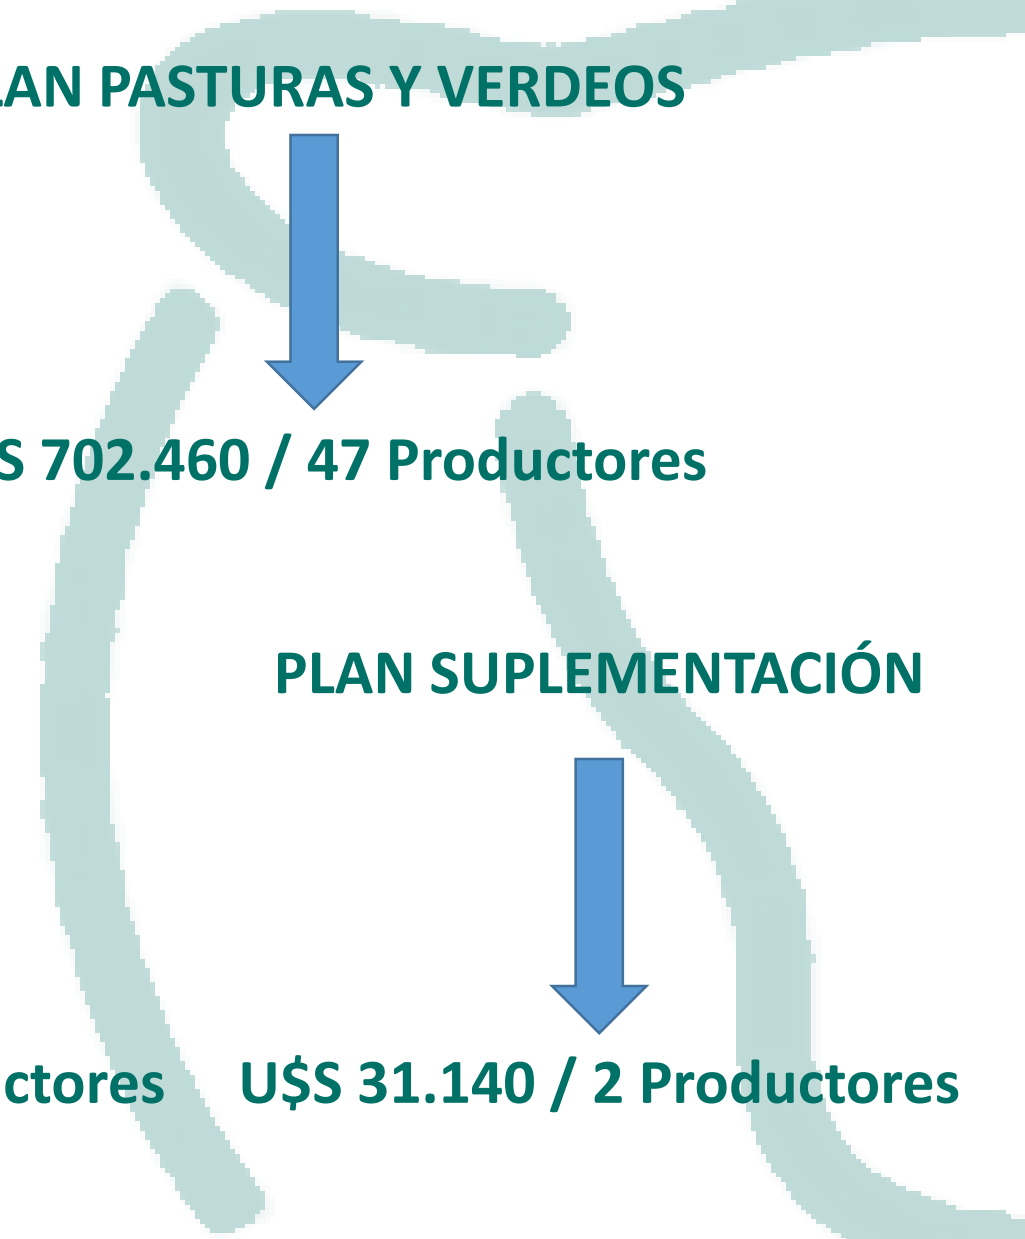 LAN PASTURAS Y VERDEOS
S 702.460 / 47 Productores
PLAN SUPLEMENTACIÓN
ctores U$S 31.140 / 2 Productores